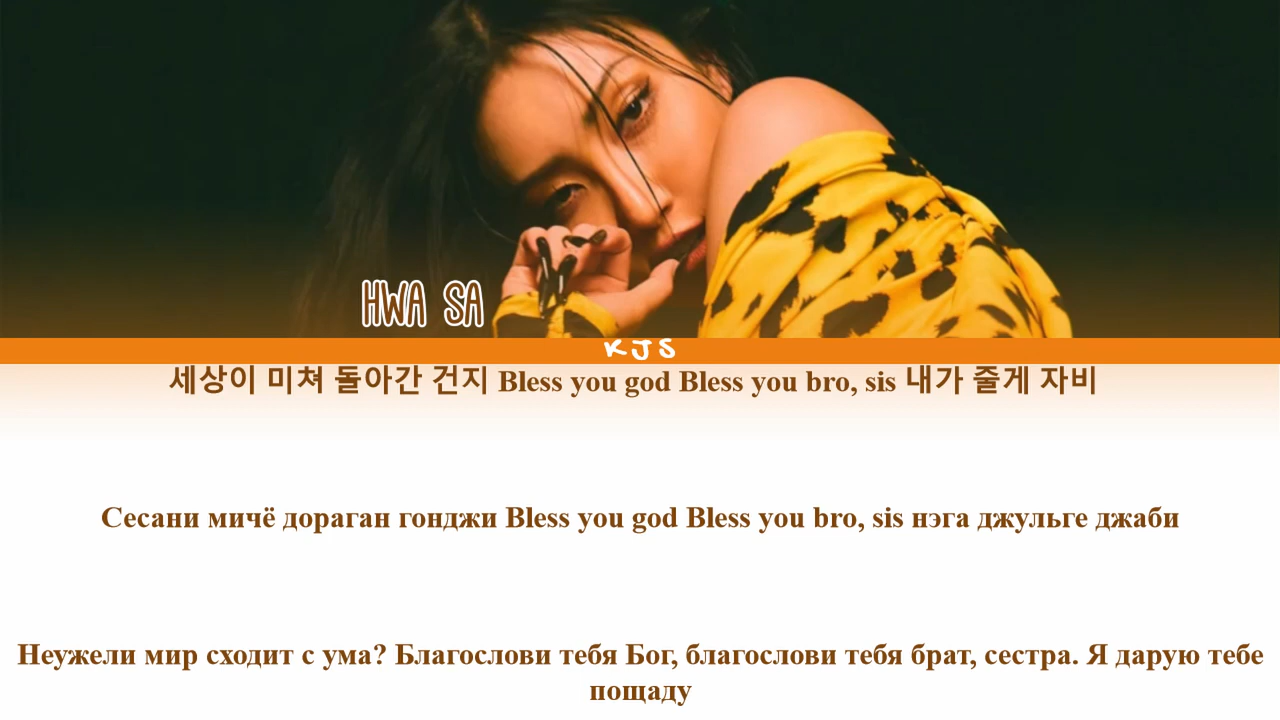 HWA SA
KJS
세상이 미쳐 돌아간 건지 Bless you god Bless you bro, sis 내가 줄게 자비
Сесани мичё дораган гонджи Bless you god Bless you bro, sis нэга джульге джаби
Неужели мир сходит с ума? Благослови тебя Бог, благослови тебя брат, сестра. Я дарую тебе
пощаду